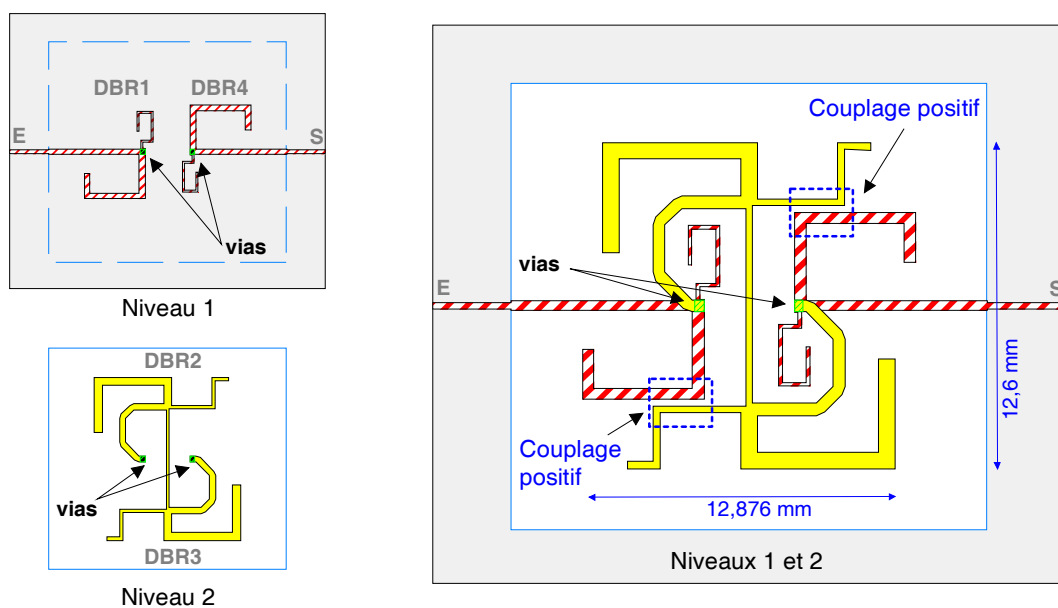 DBR1 DBR4
E S
vias
Niveau 1
DBR2
vias
DBR3
Niveau 2
Couplage positif
vias
E S
12,6 mm
Couplage
positif
12,876 mm
Niveaux 1 et 2